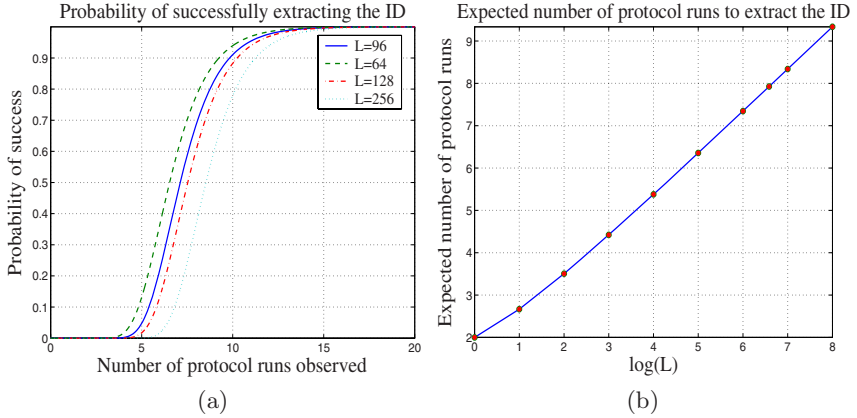 Probability of successfully extracting the ID
Probability of success
0.9
0.8
0.7
0.6
0.5
0.4
0.3
0.2
0.1
0
L=96
L=64
L=128
L=256
0 5 10 15 20
Number of protocol runs observed
(a)
Expected number of protocol runs to extract the ID
Expected number of protocol runs
9
8
7
6
5
4
3
2
0 1 2 3 4 5 6 7 8
log(L)
(b)